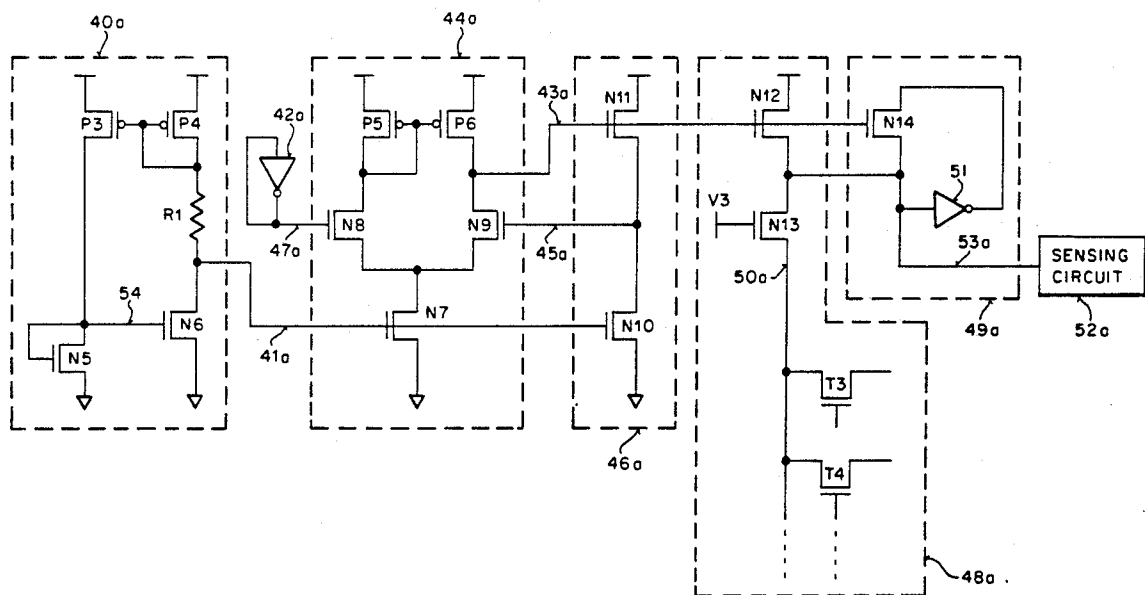 40a
44a
43a
N11
N12
N14
P3
P4
42a
P5
P6
51
R1
V3
N8
N9
N13
47a
45a
53a
SENSING
CIRCUIT
50a
54
N6
N7
N10
49a
52a
N5
41a
T3
46a
T4
48a